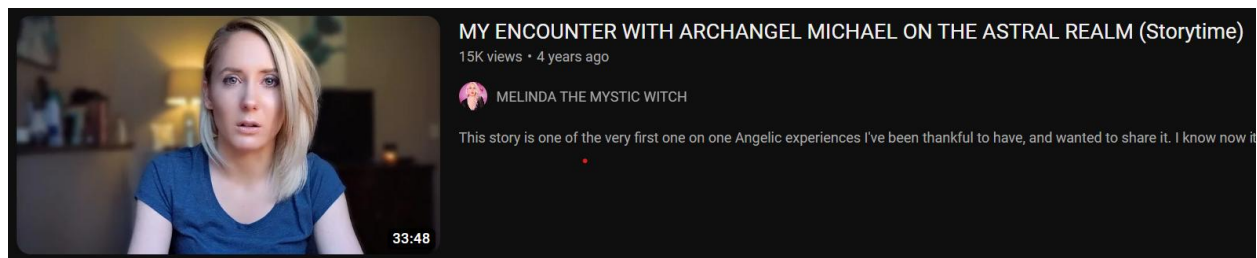 MY ENCOUNTER WITH ARCHANGEL MICHAEL ON THE ASTRAL REALM (Storytime)
15K views • 4 years ago
MELINDA THE MYSTIC WITCH
This story is one of the very first one on one Angelic experiences I've been thankful to have, and wanted to share it. I know now it
33:48